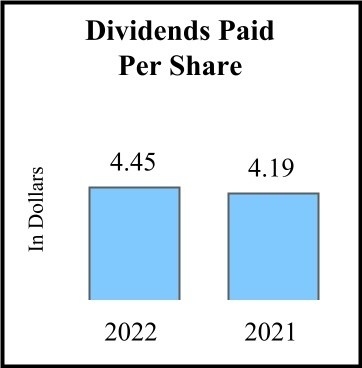 Dividends Paid
Per Share
In Dollars
4.45
4.19
2022
2021